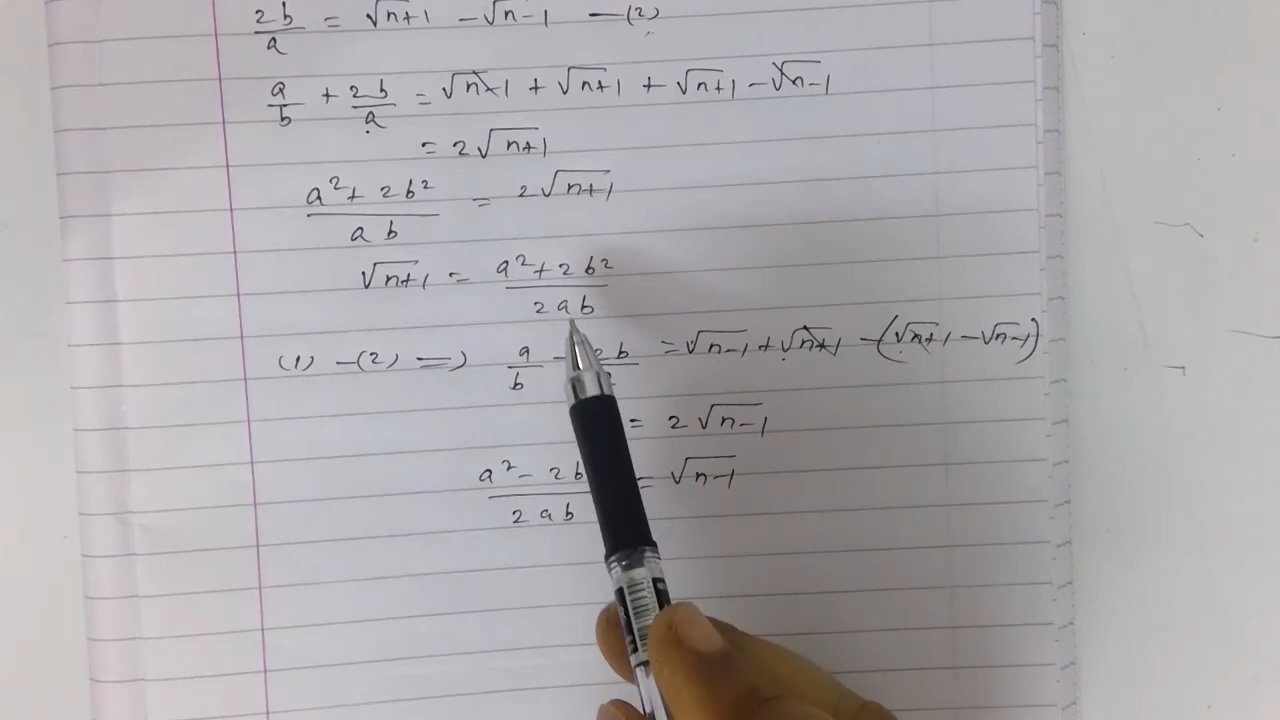 2b/a = √n+1 - √n-1 —(2)
a/b + 2b/a = √n-1 + √n+1 + √n+1 - √n-1
= 2√n+1
a²+ 2b²/ab = 2√n+1
√n+1 = a²+2b²/2ab
(1) -(2) =) a/b - 2b/ = √n-1 + √n+1 -(√n+1 - √n-1)
= 2√n-1
a²- 2b/2ab = √n-1